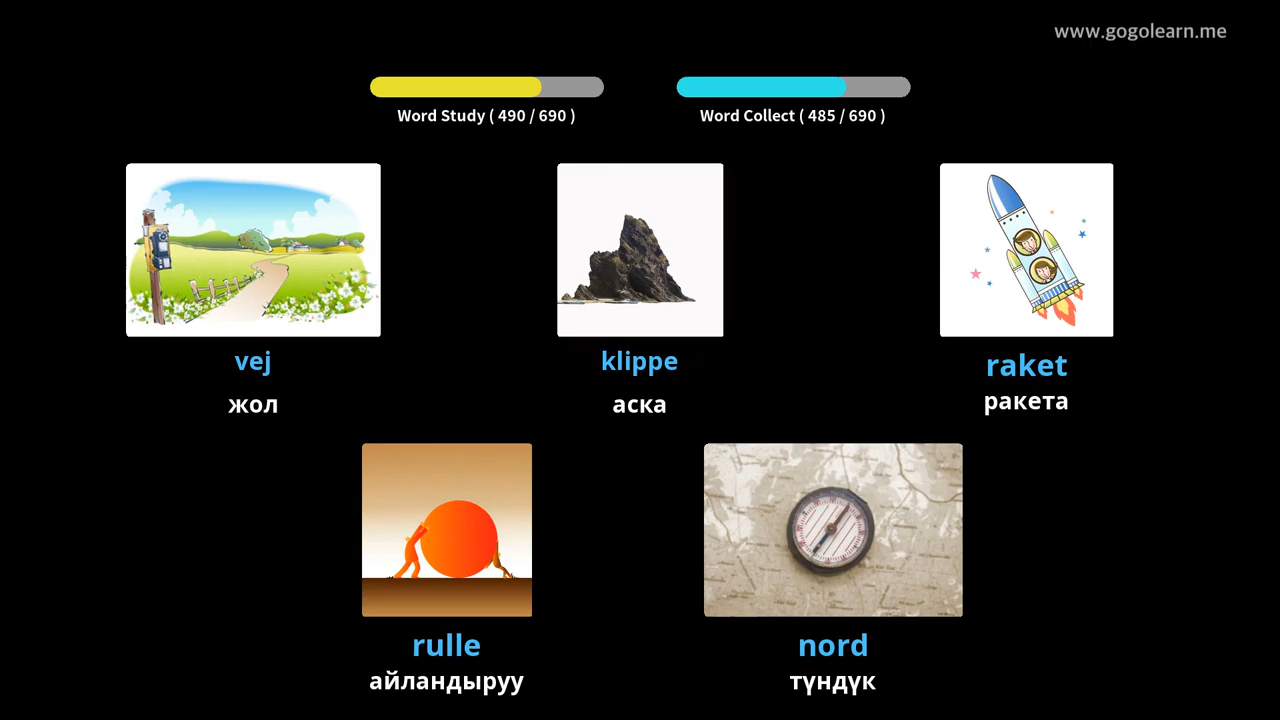 www.gogolearn.me
Word Study ( 490 / 690 )
Word Collect ( 485 / 690 )
vej
жол
klippe
аска
raket
ракета
rulle
айландыруу
nord
түндүк